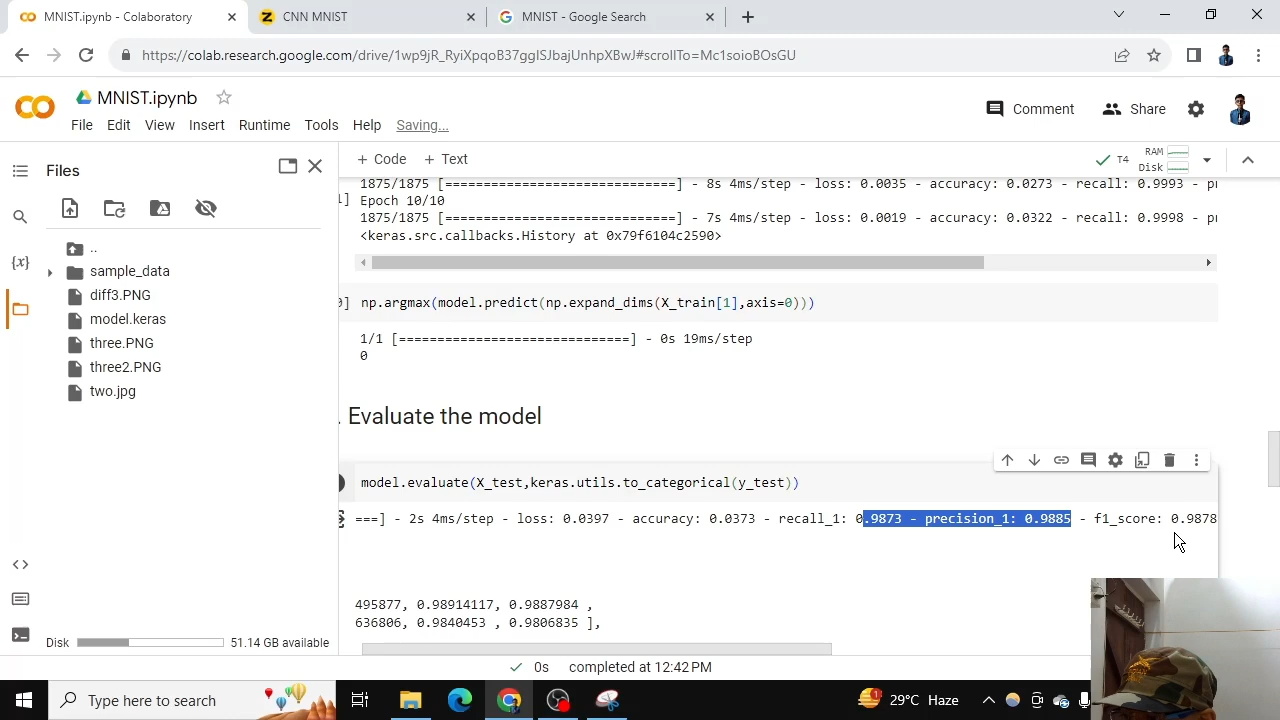 MNIST.ipynb - Colaboratory
CNN MNIST
MNIST - Google Search
https://colab.research.google.com/drive/1wp9jR_RyiXpqoB37ggISJbajUnhpXBwJ#scrollTo=Mc1soioBOsGU
MNIST.ipynb
Comment
Share
File Edit View Insert Runtime Tools Help Saving...
Files
+ Code + Text
T4
RAM
Disk
..
sample_data
diff3.PNG
model.keras
three.PNG
three2.PNG
two.jpg
Disk 51.14 GB available
1875/1875 [==============================] - 8s 4ms/step - loss: 0.0035 - accuracy: 0.0273 - recall: 0.9993 - pr
Epoch 10/10
1875/1875 [==============================] - 7s 4ms/step - loss: 0.0019 - accuracy: 0.0322 - recall: 0.9998 - pr
<keras.src.callbacks.History at 0x79f6104c2590>
np.argmax(model.predict(np.expand_dims(X_train[1],axis=0)))
1/1 [==============================] - 0s 19ms/step
0
. Evaluate the model
model.evaluate(X_test,keras.utils.to_categorical(y_test))
===] - 2s 4ms/step - loss: 0.0397 - accuracy: 0.0373 - recall_1: 0.9873 - precision_1: 0.9885 - f1_score: 0.9878
495877, 0.98914117, 0.9887984 ,
636806, 0.9840453 , 0.9806835 ],
0s completed at 12:42 PM
Type here to search
29°C Haze